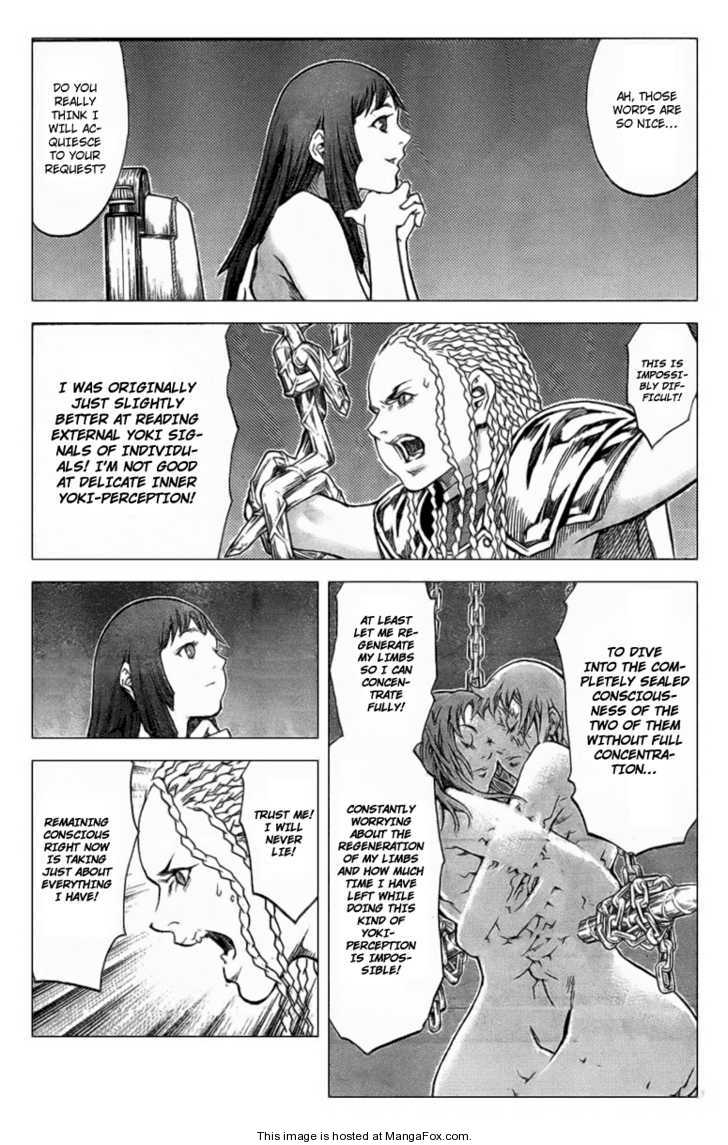 AH, THOSE
WORDS ARE
SO NICE...
DO YOU
REALLY
THINK I
WILL AC-
QUIESCE
TO YOUR
REQUEST?
THIS IS
IMPOSSI-
BLY DIF-
FICULT!
I WAS ORIGINALLY
JUST SLIGHTLY
BETTER AT READING
EXTERNAL YOKI SIG-
NALS OF INDIVIDU-
ALS! I'M NOT GOOD
AT DELICATE INNER
YOKI-PERCEPTION!
TO DIVE
INTO THE COM-
PLETELY SEALED
CONSCIOUS-
NESS OF THE
TWO OF THEM
WITHOUT FULL
CONCENTRA-
TION...
AT LEAST
LET ME RE-
GENERATE
MY LIMBS
SO I CAN
CONCEN-
TRATE
FULLY!
CONSTANTLY
WORRYING
ABOUT THE
REGENERATION
OF MY LIMBS
AND HOW MUCH
TIME I HAVE
LEFT WHILE
DOING THIS
KIND OF
YOKI-
PERCEPTION
IS IMPOS-
SIBLE!
TRUST ME!
I WILL
NEVER
LIE!
REMAINING
CONSCIOUS
RIGHT NOW
IS TAKING
JUST ABOUT
EVERYTHING
I HAVE!
This image is hosted at MangaFox.com.